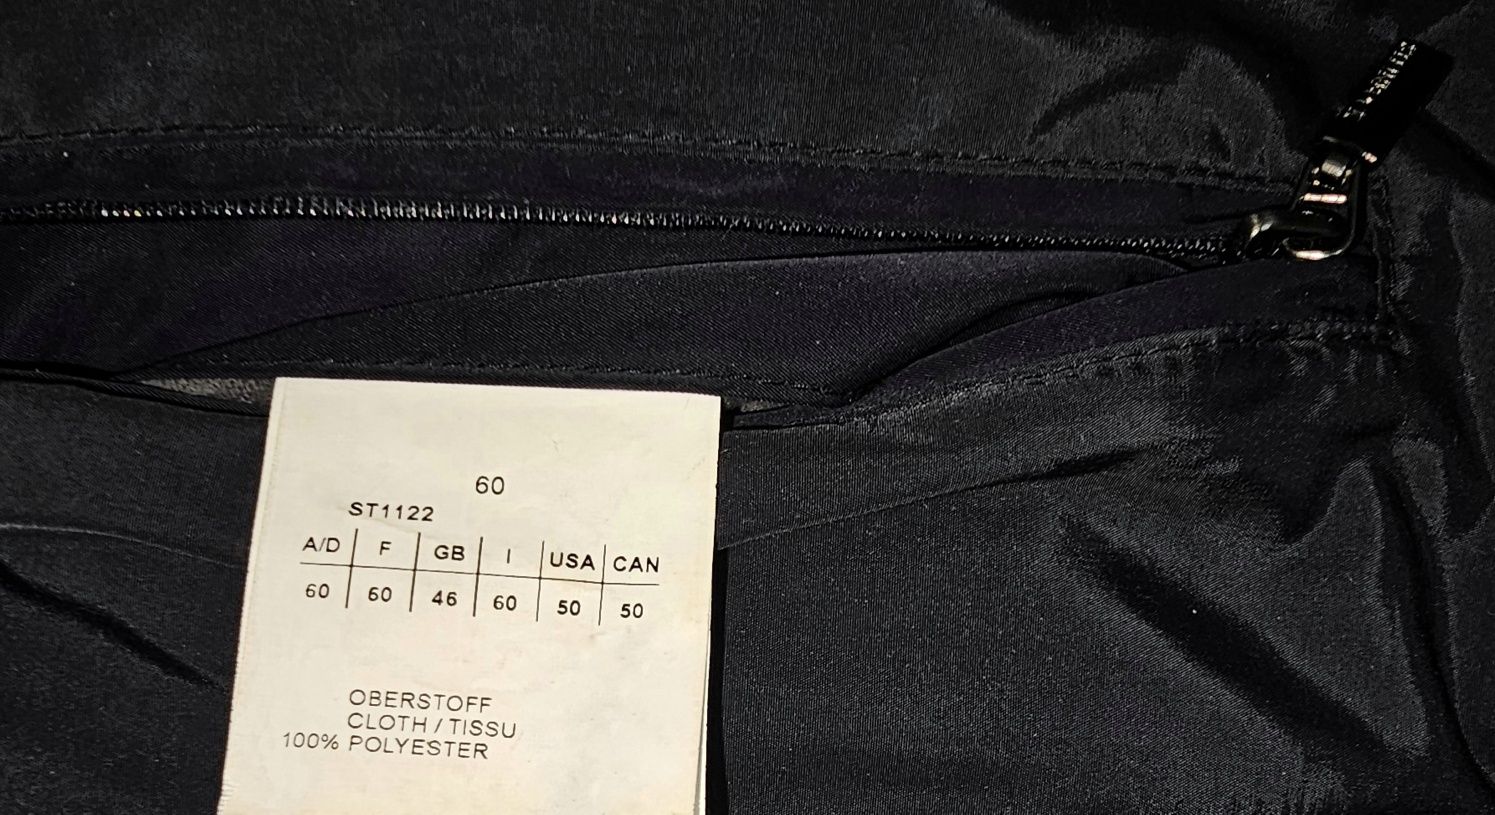 60
ST1122
A/D F GB I USA CAN
60 60 46 60 50 50
OBERSTOFF
CLOTH / TISSU
100% POLYESTER